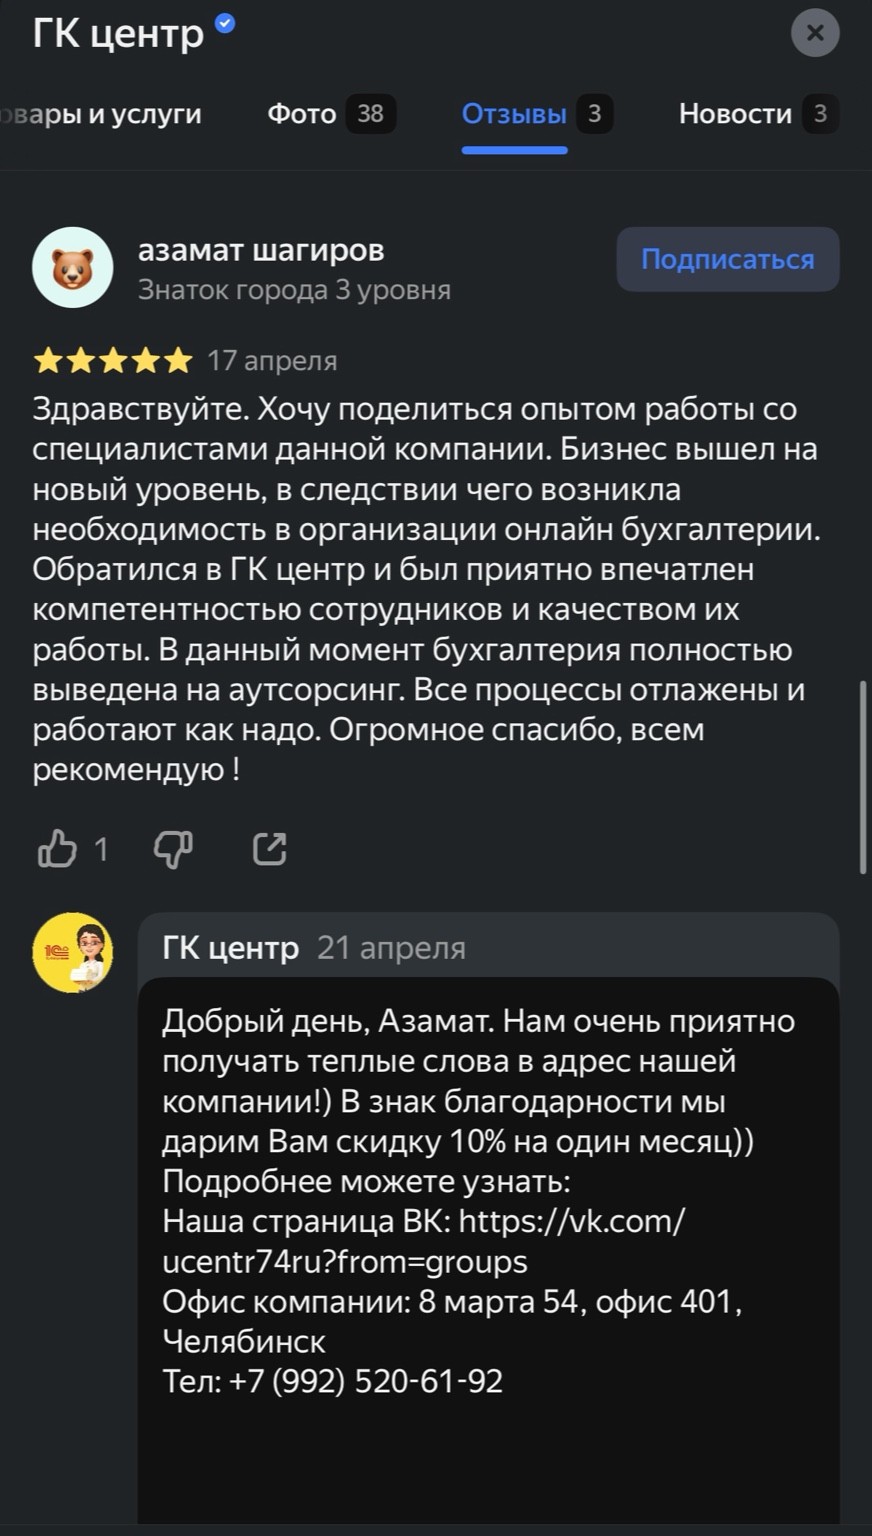 ГК центр
овары и услуги
Фото 38
Отзывы 3
Новости 3
азамат шагиров
Знаток города 3 уровня
Подписаться
17 апреля
Здравствуйте. Хочу поделиться опытом работы со
специалистами данной компании. Бизнес вышел на
новый уровень, в следствии чего возникла
необходимость в организации онлайн бухгалтерии.
Обратился в ГК центр и был приятно впечатлен
компетентностью сотрудников и качеством их
работы. В данный момент бухгалтерия полностью
выведена на аутсорсинг. Все процессы отлажены и
работают как надо. Огромное спасибо, всем
рекомендую !
1
1С
ГК центр 21 апреля
Добрый день, Азамат. Нам очень приятно
получать теплые слова в адрес нашей
компании!) В знак благодарности мы
дарим Вам скидку 10% на один месяц))
Подробнее можете узнать:
Наша страница ВК: https://vk.com/
ucentr74ru?from=groups
Офис компании: 8 марта 54, офис 401,
Челябинск
Тел: +7 (992) 520-61-92